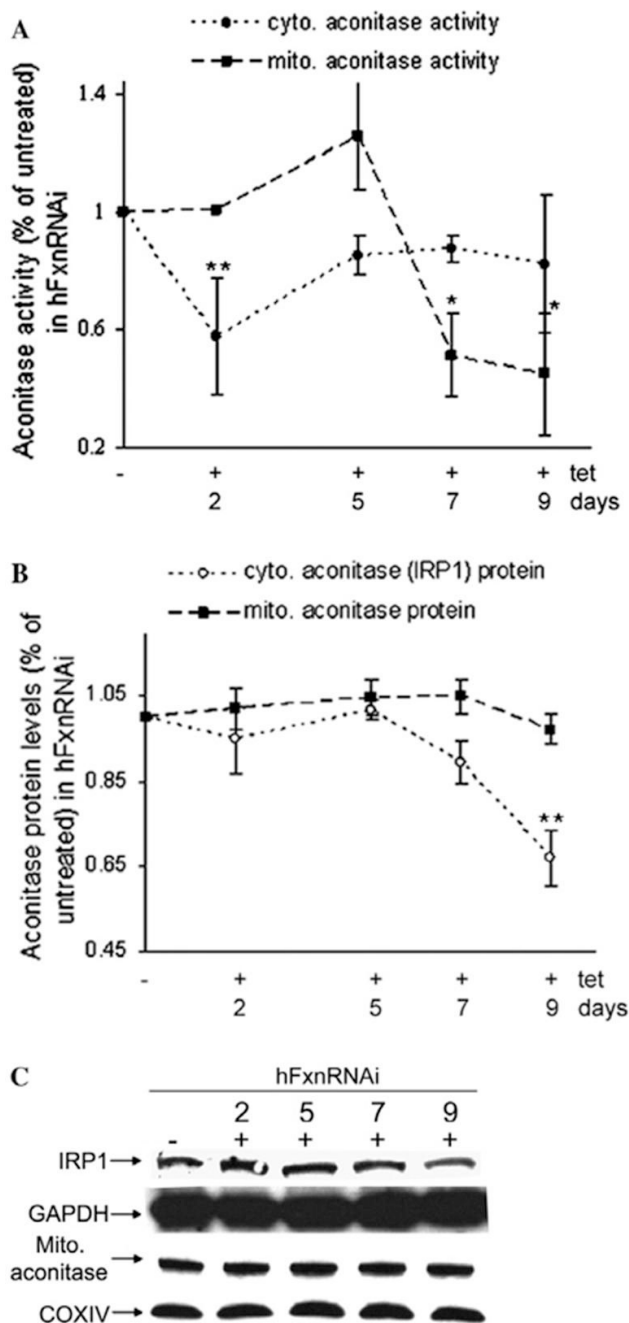 A
cyto. aconitase activity
mito. aconitase activity
Aconitase activity (% of untreated)
in hFxnRNAi
1.4
1
0.6
0.2
**
*
*
- + + + + tet
2 5 7 9 days
B
cyto. aconitase (IRP1) protein
mito. aconitase protein
Aconitase protein levels (% of
untreated) in hFxnRNAi
1.05
0.85
0.65
0.45
**
- + + + + tet
2 5 7 9 days
C
hFxnRNAi
2 5 7 9
- + + + +
IRP1
GAPDH
Mito.
aconitase
COXIV